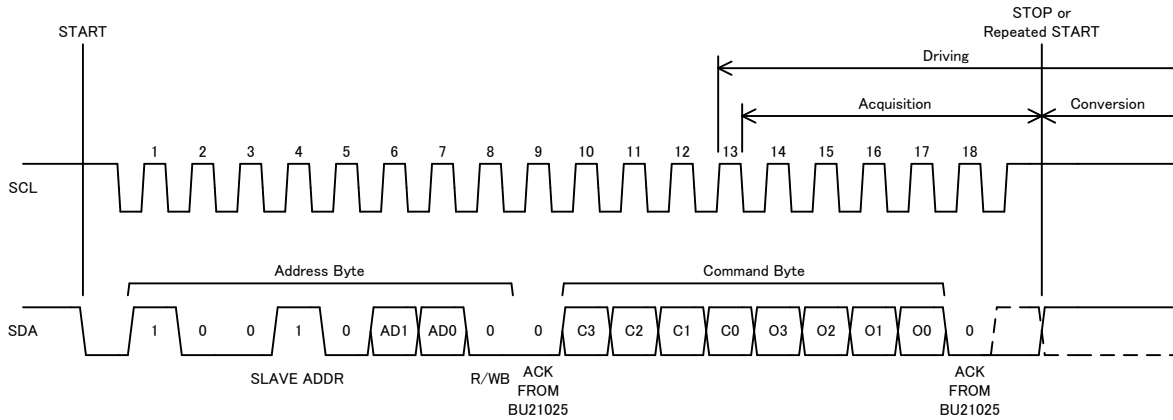 START
STOP or
Repeated START
Driving
Acquisition
Conversion
1 2 3 4 5 6 7 8 9 10 11 12 13 14 15 16 17 18
SCL
Address Byte
Command Byte
SDA
1 0 0 1 0 AD1 AD0 0 0 C3 C2 C1 C0 O3 O2 O1 O0 0
SLAVE ADDR
R/WB
ACK
FROM
BU21025
ACK
FROM
BU21025